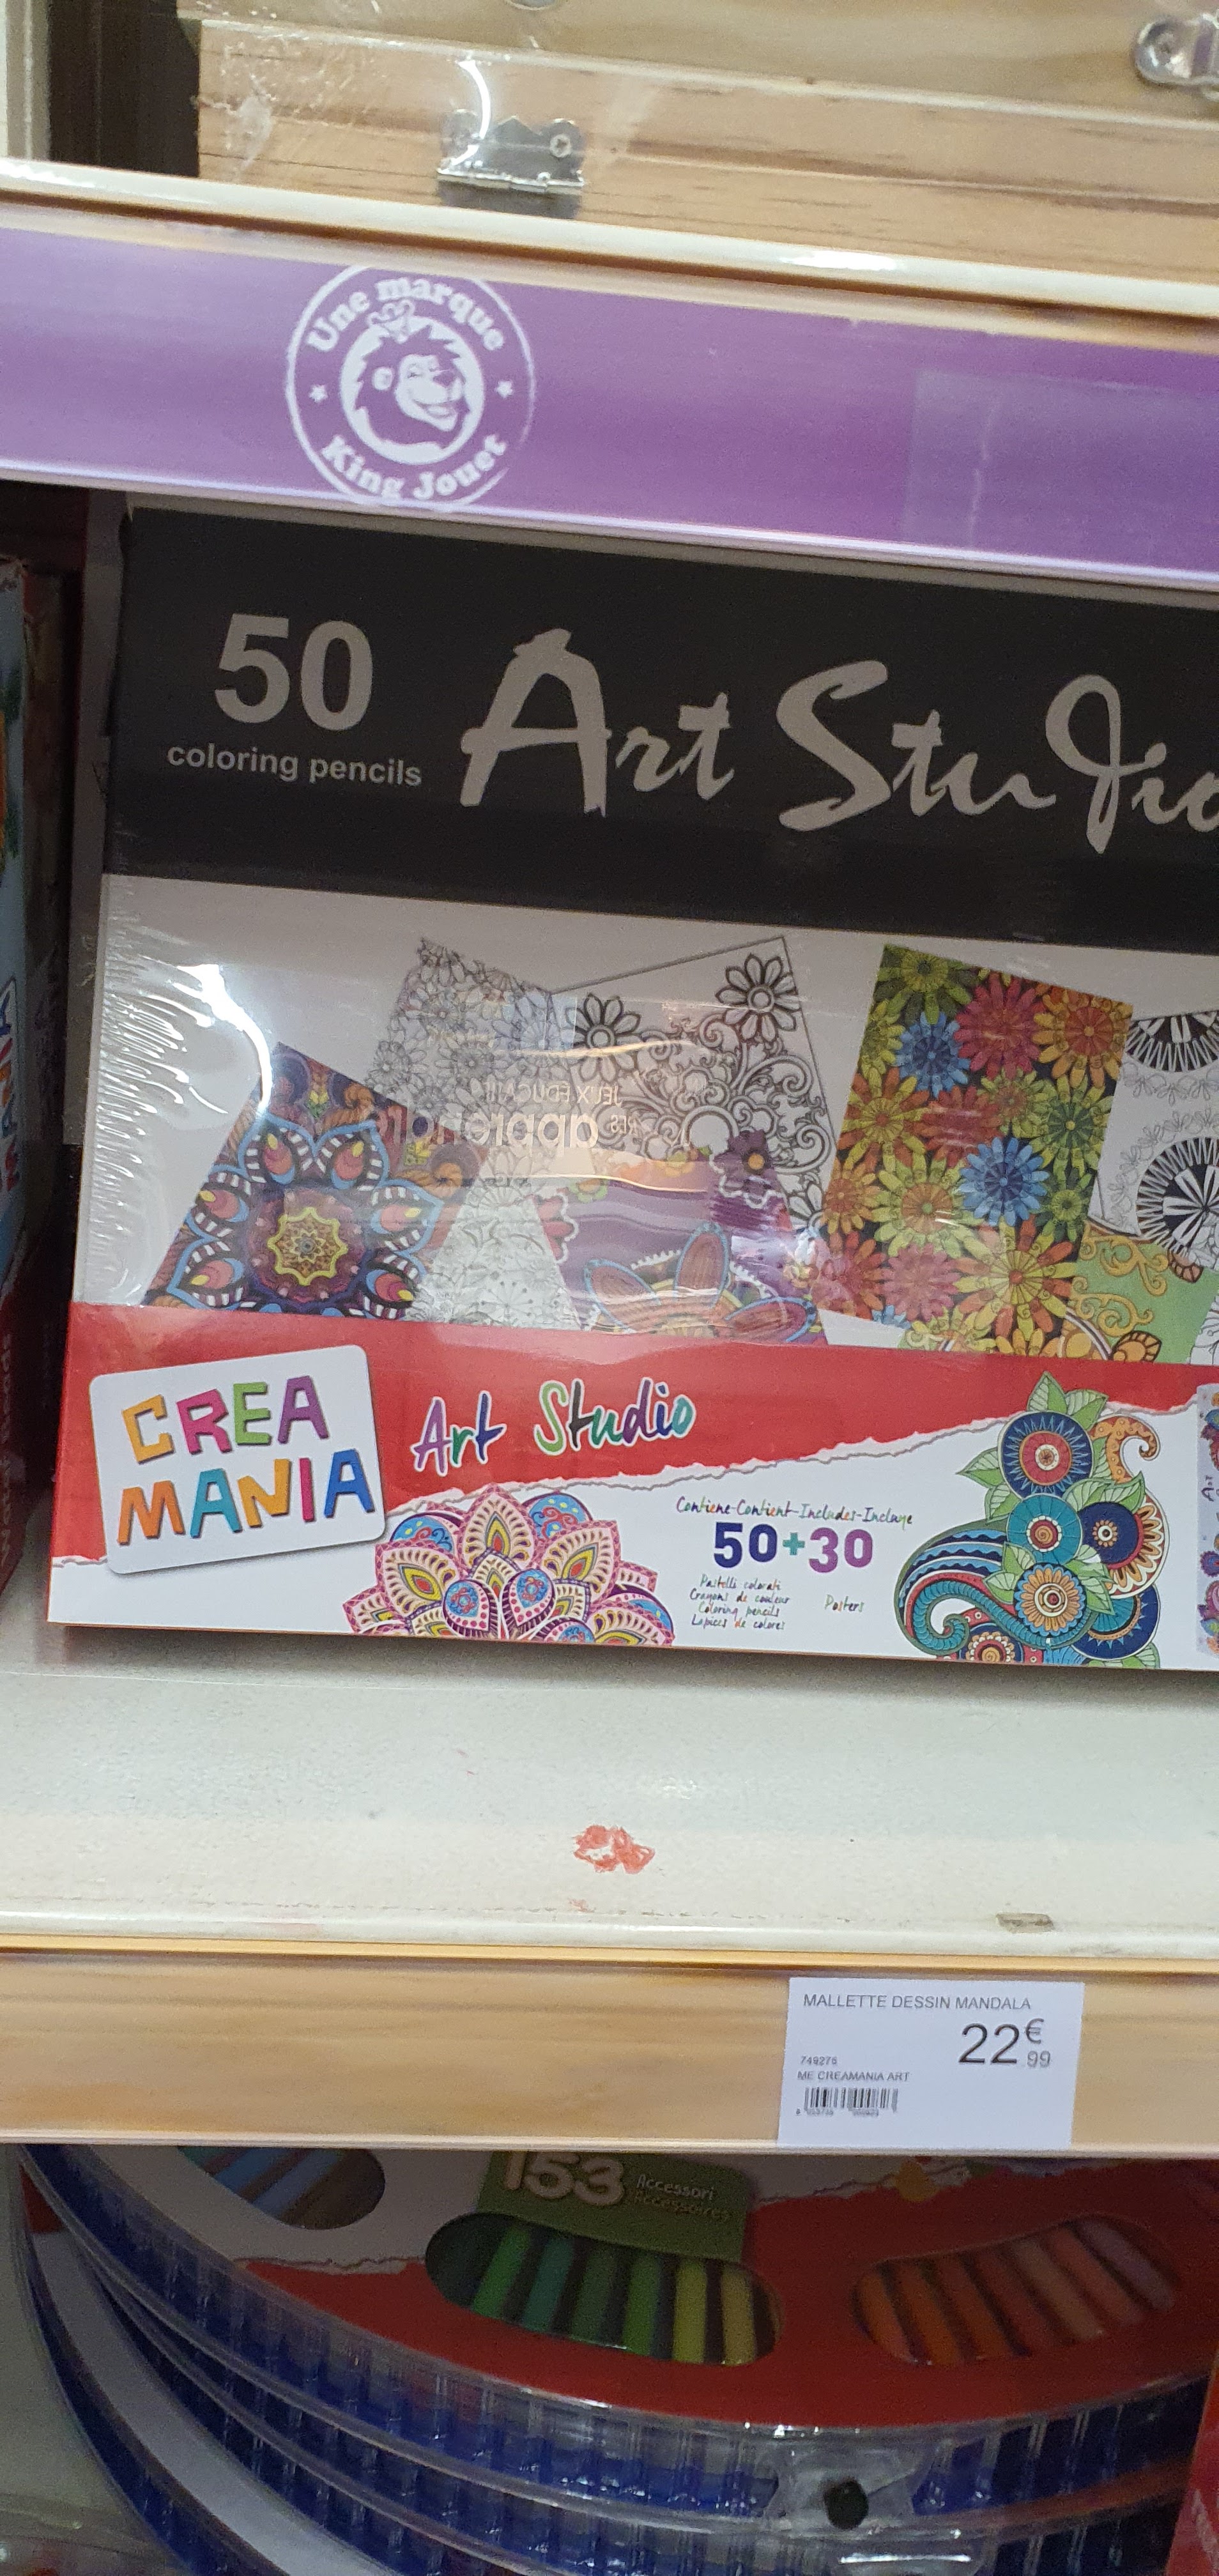 Une marque
King Jouet
50
coloring pencils
Art Studio
CREA
MANIA
Art Studio
Contiene-Contient-Includes-Incluye
50+30
Pastelli colorati
Crayons de couleur
Coloring pencils
Lapices de colores
Posters
MALLETTE DESSIN MANDALA
22€99
749276
ME CREAMANIA ART
153
Accessori
Accessoires